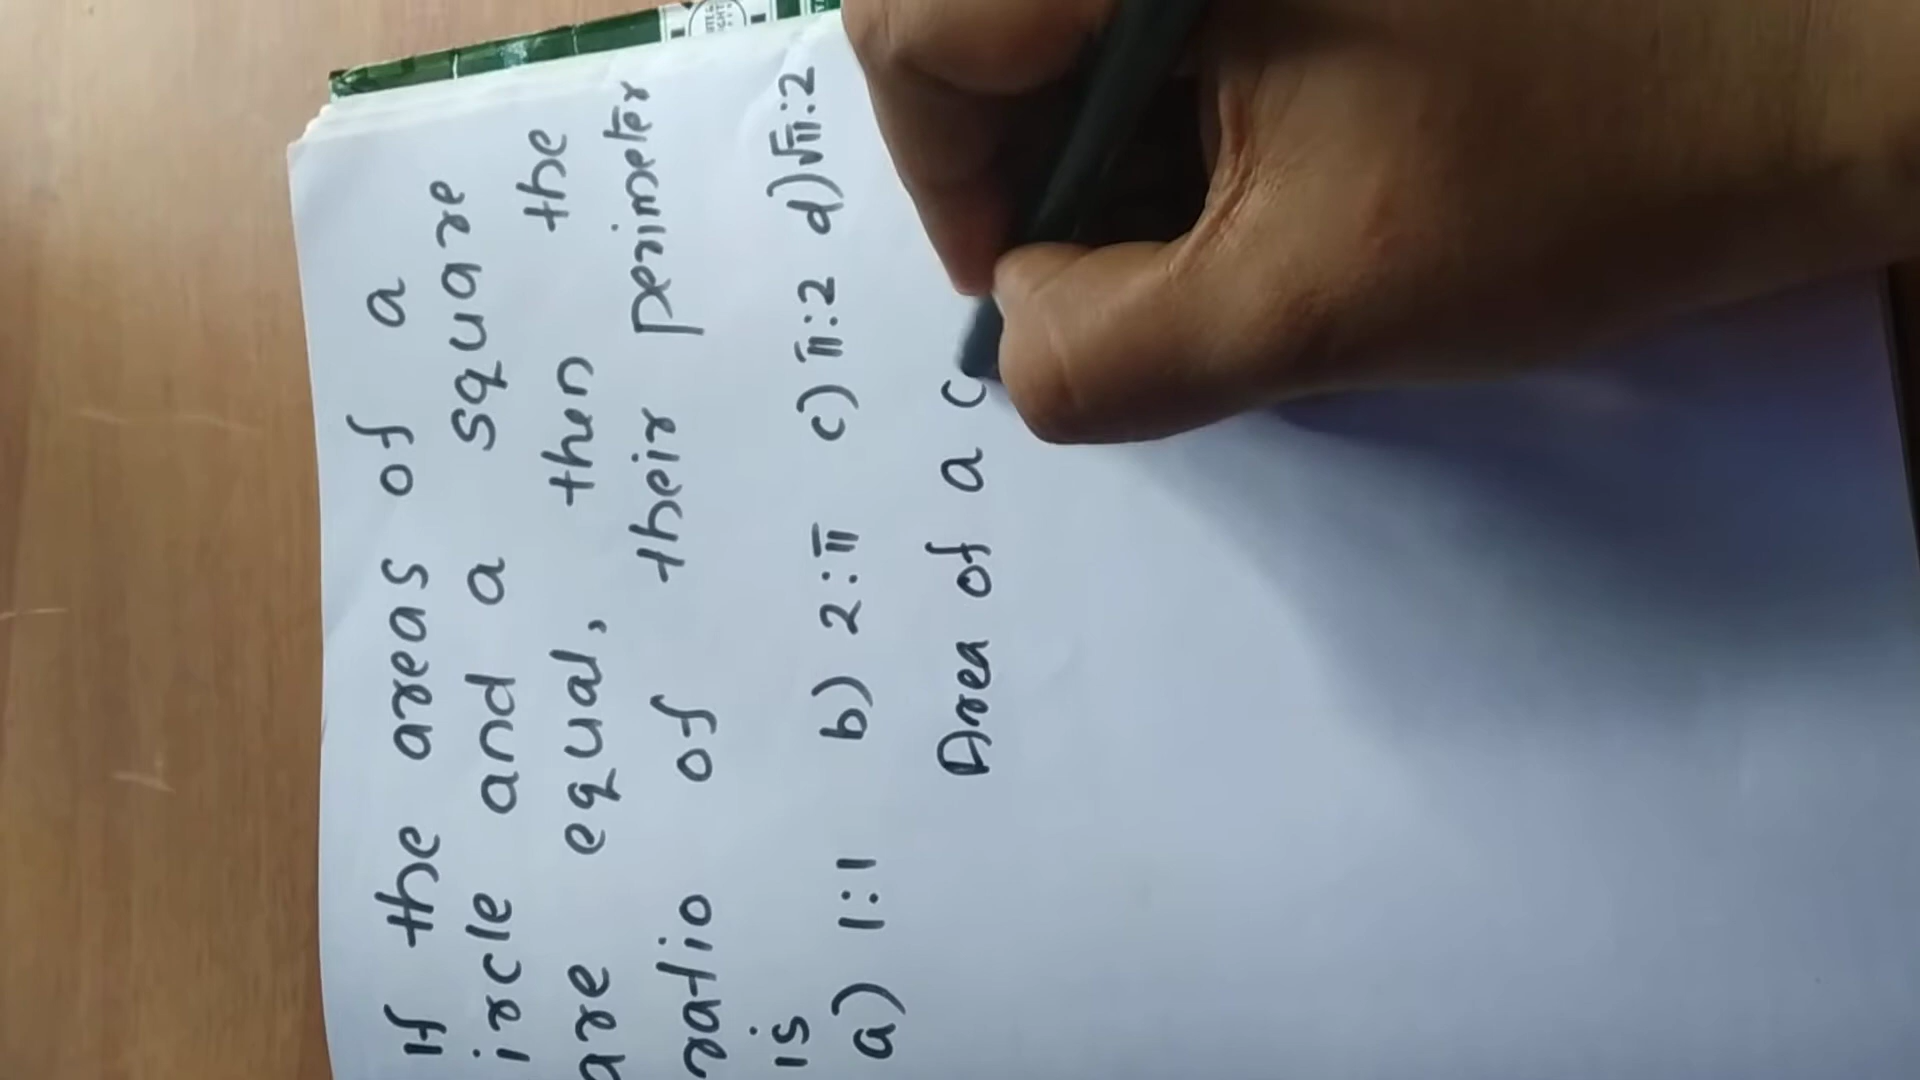 If the areas of a
ircle and a square
are equal, then the
ratio of their perimeter
is
a) 1:1 b) 2:π c) π:2 d) √π:2
Area of a c